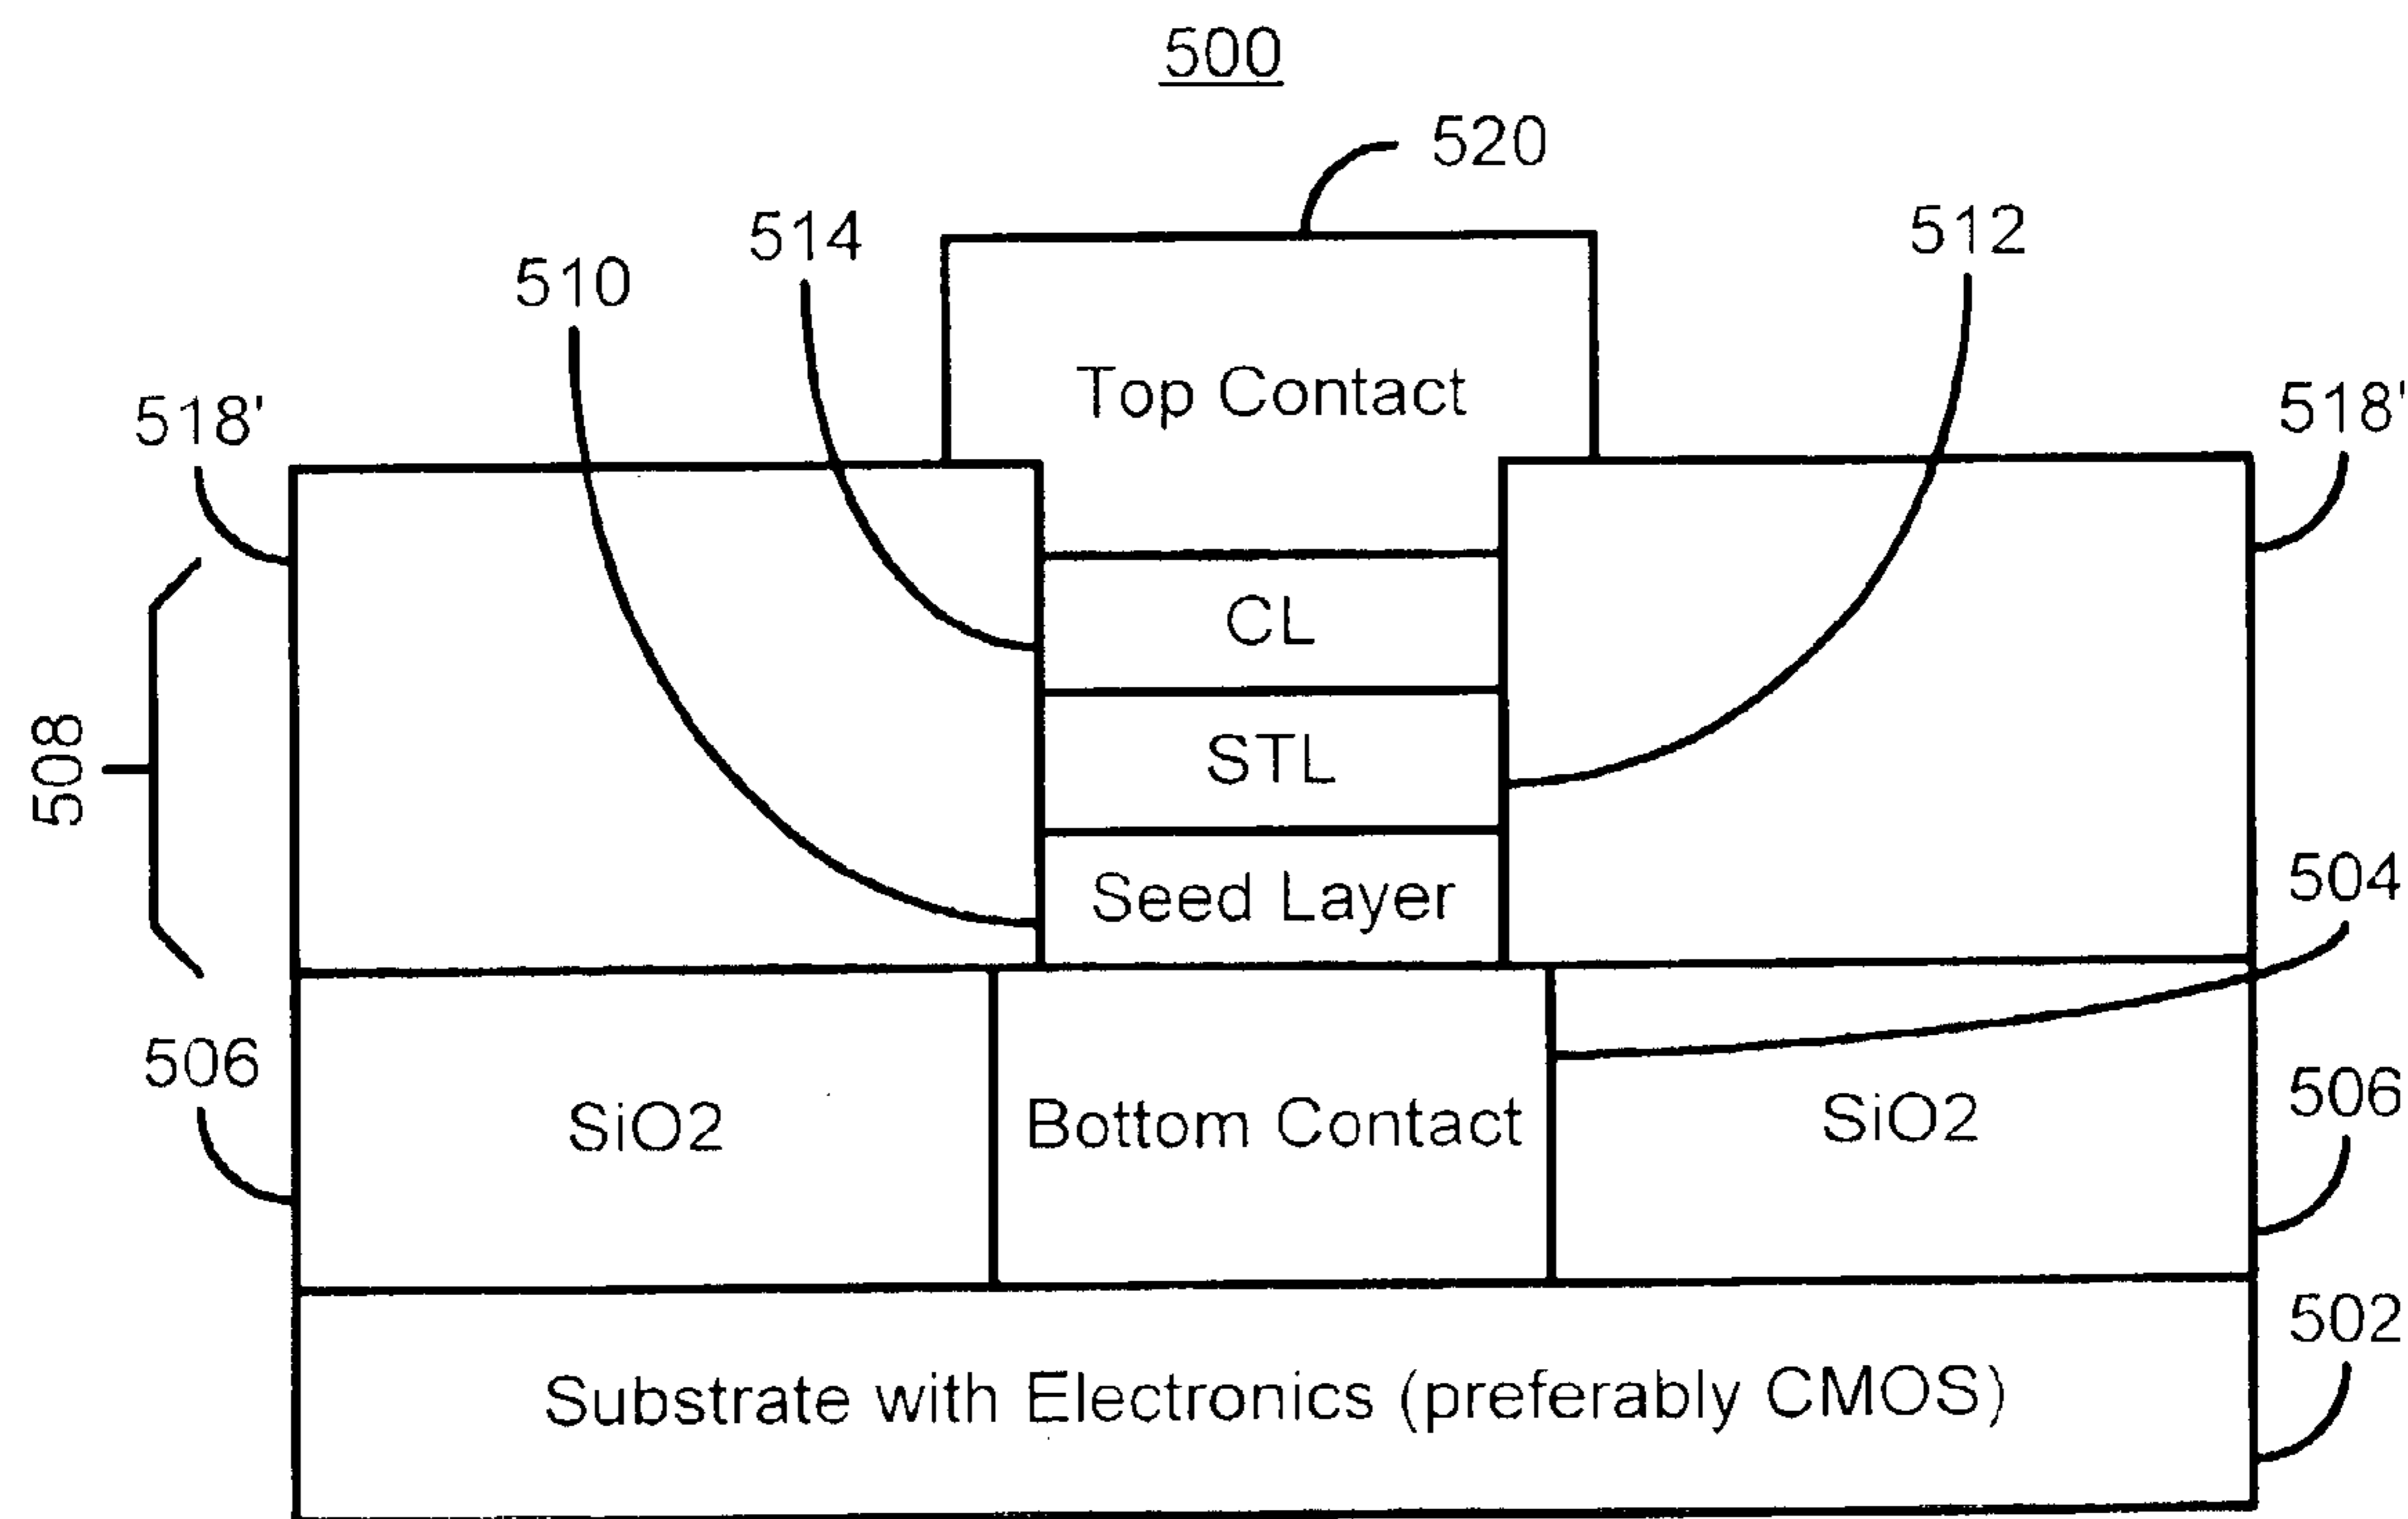 500
520
514
512
510
Top Contact
518'
518'
CL
STL
508
Seed Layer
504
506
SiO2
Bottom Contact
SiO2
506
502
Substrate with Electronics (preferably CMOS)